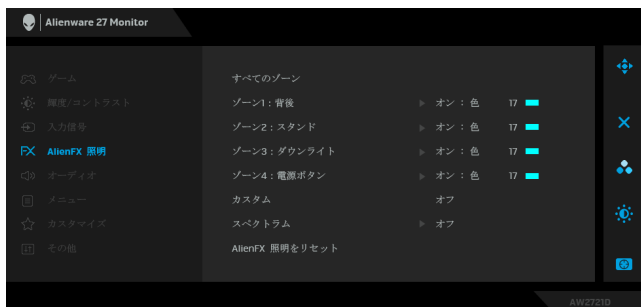 Alienware 27 Monitor
ゲーム
輝度/コントラスト
入力信号
AlienFX 照明
オーディオ
メニュー
カスタマイズ
その他
すべてのゾーン
ゾーン1：背後 オン：色 17
ゾーン2：スタンド オン：色 17
ゾーン3：ダウンライト オン：色 17
ゾーン4：電源ボタン オン：色 17
カスタム オフ
スペクトラム オフ
AlienFX 照明をリセット
AW2721D